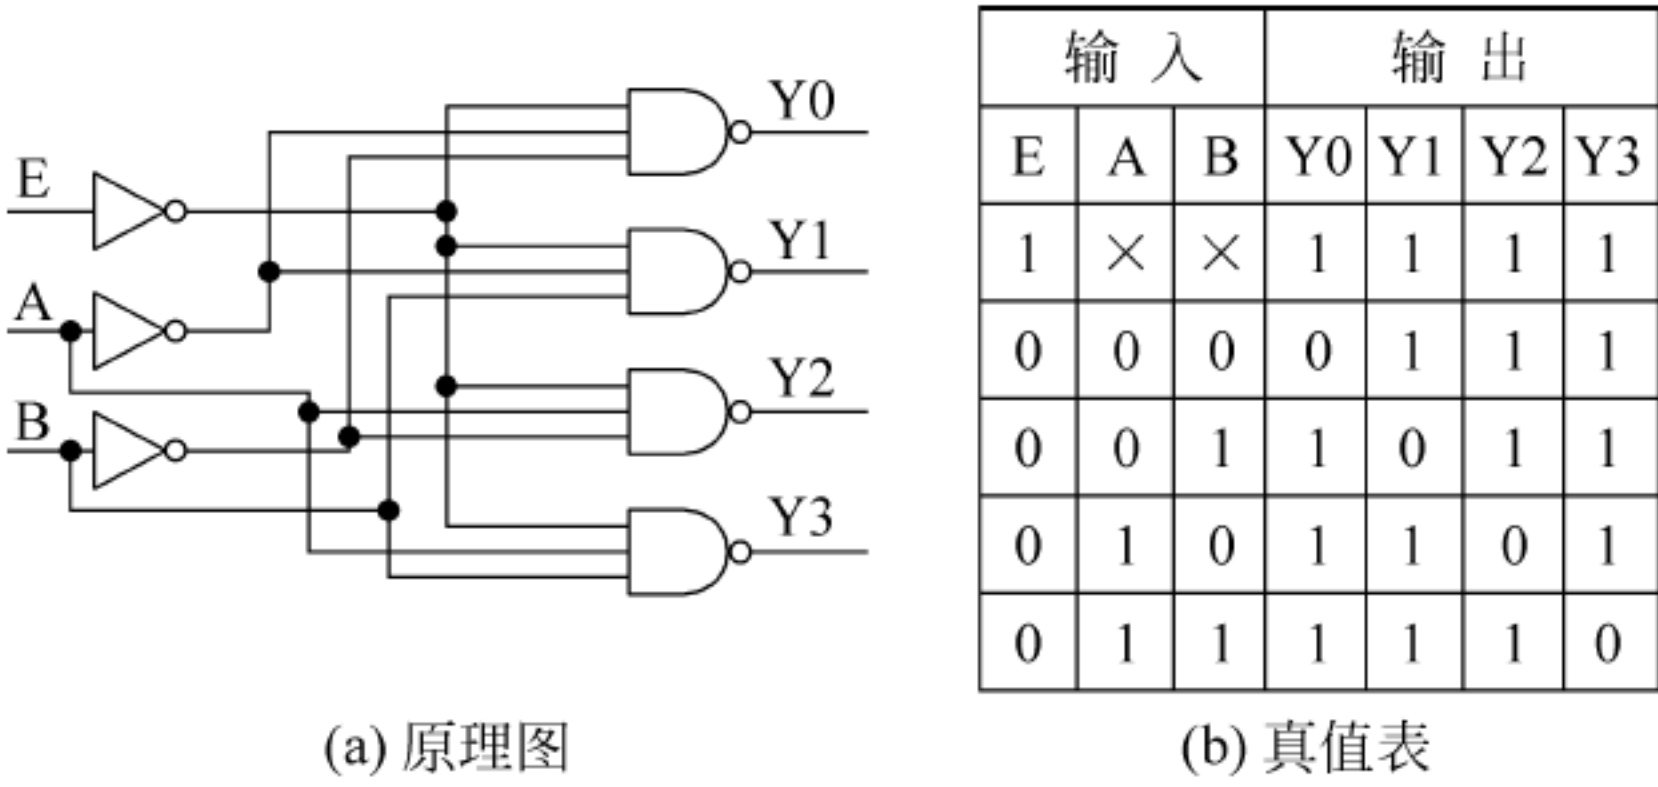 E
A
B
Y0
Y1
Y2
Y3
(a) 原理图
输 入 输 出
E A B Y0 Y1 Y2 Y3
1 × × 1 1 1 1
0 0 0 0 1 1 1
0 0 1 1 0 1 1
0 1 0 1 1 0 1
0 1 1 1 1 1 0
(b) 真值表